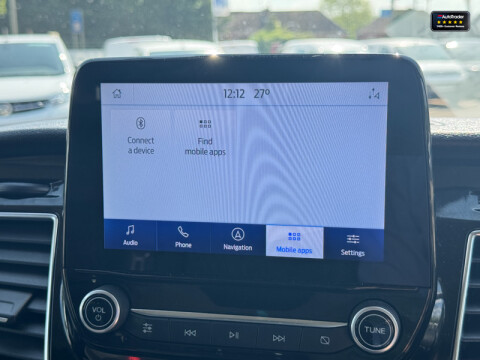 AutoTrader
12:12 27°
Connect
a device
Find
mobile apps
Audio
Phone
Navigation
Mobile apps
Settings
VOL
TUNE